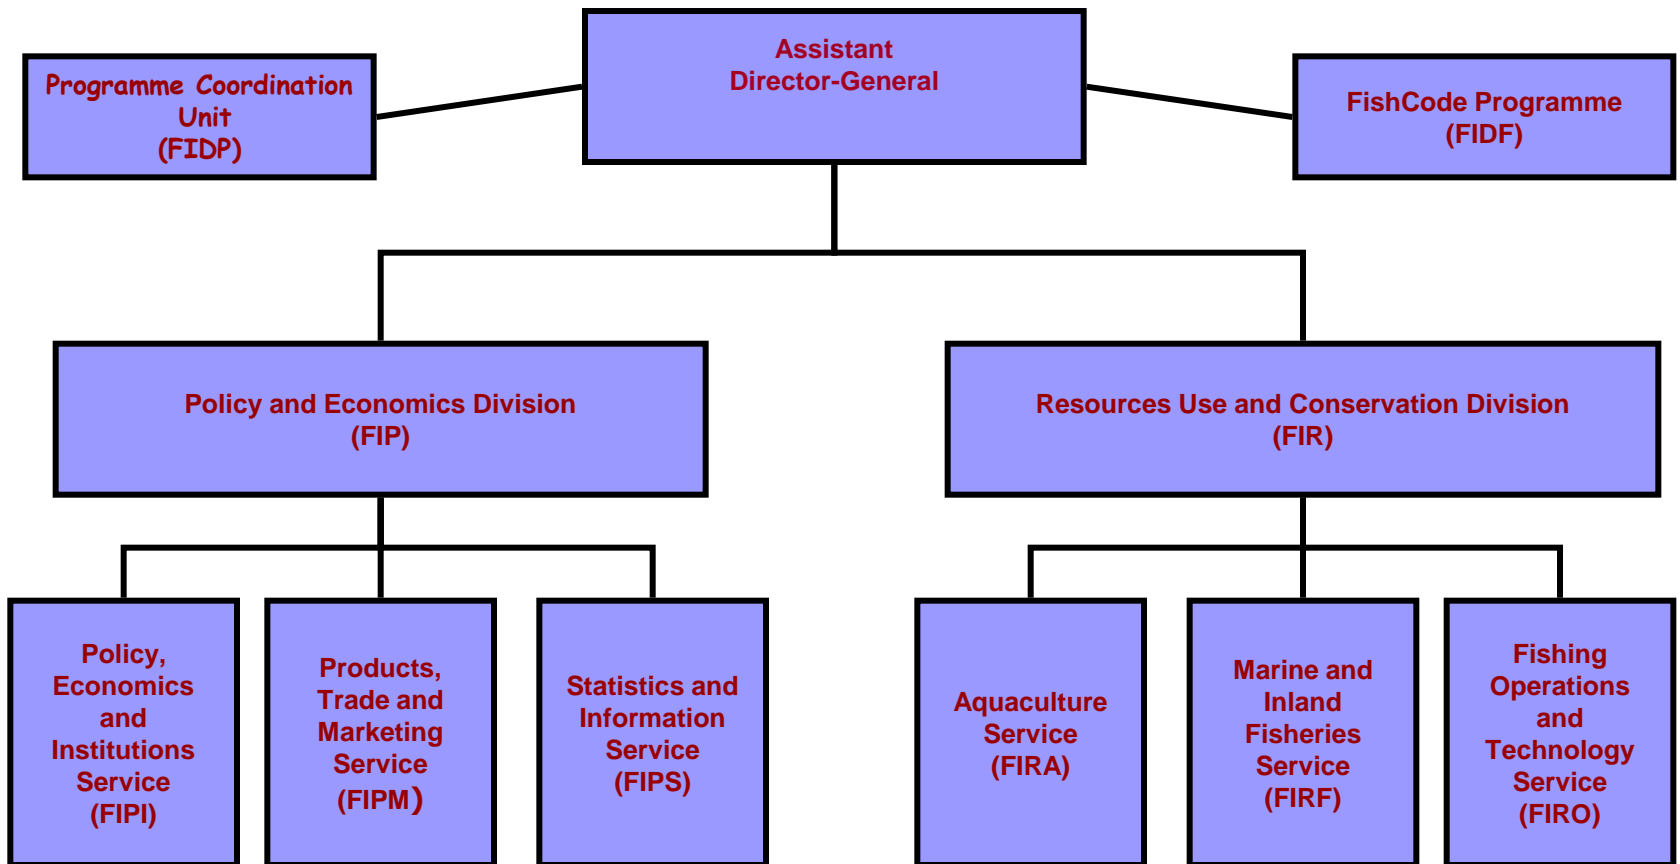 Assistant
Director-General
Programme Coordination
Unit
(FIDP)
FishCode Programme
(FIDF)
Policy and Economics Division
(FIP)
Resources Use and Conservation Division
(FIR)
Policy,
Economics
and
Institutions
Service
(FIPI)
Products,
Trade and
Marketing
Service
(FIPM)
Statistics and
Information
Service
(FIPS)
Aquaculture
Service
(FIRA)
Marine and
Inland
Fisheries
Service
(FIRF)
Fishing
Operations
and
Technology
Service
(FIRO)